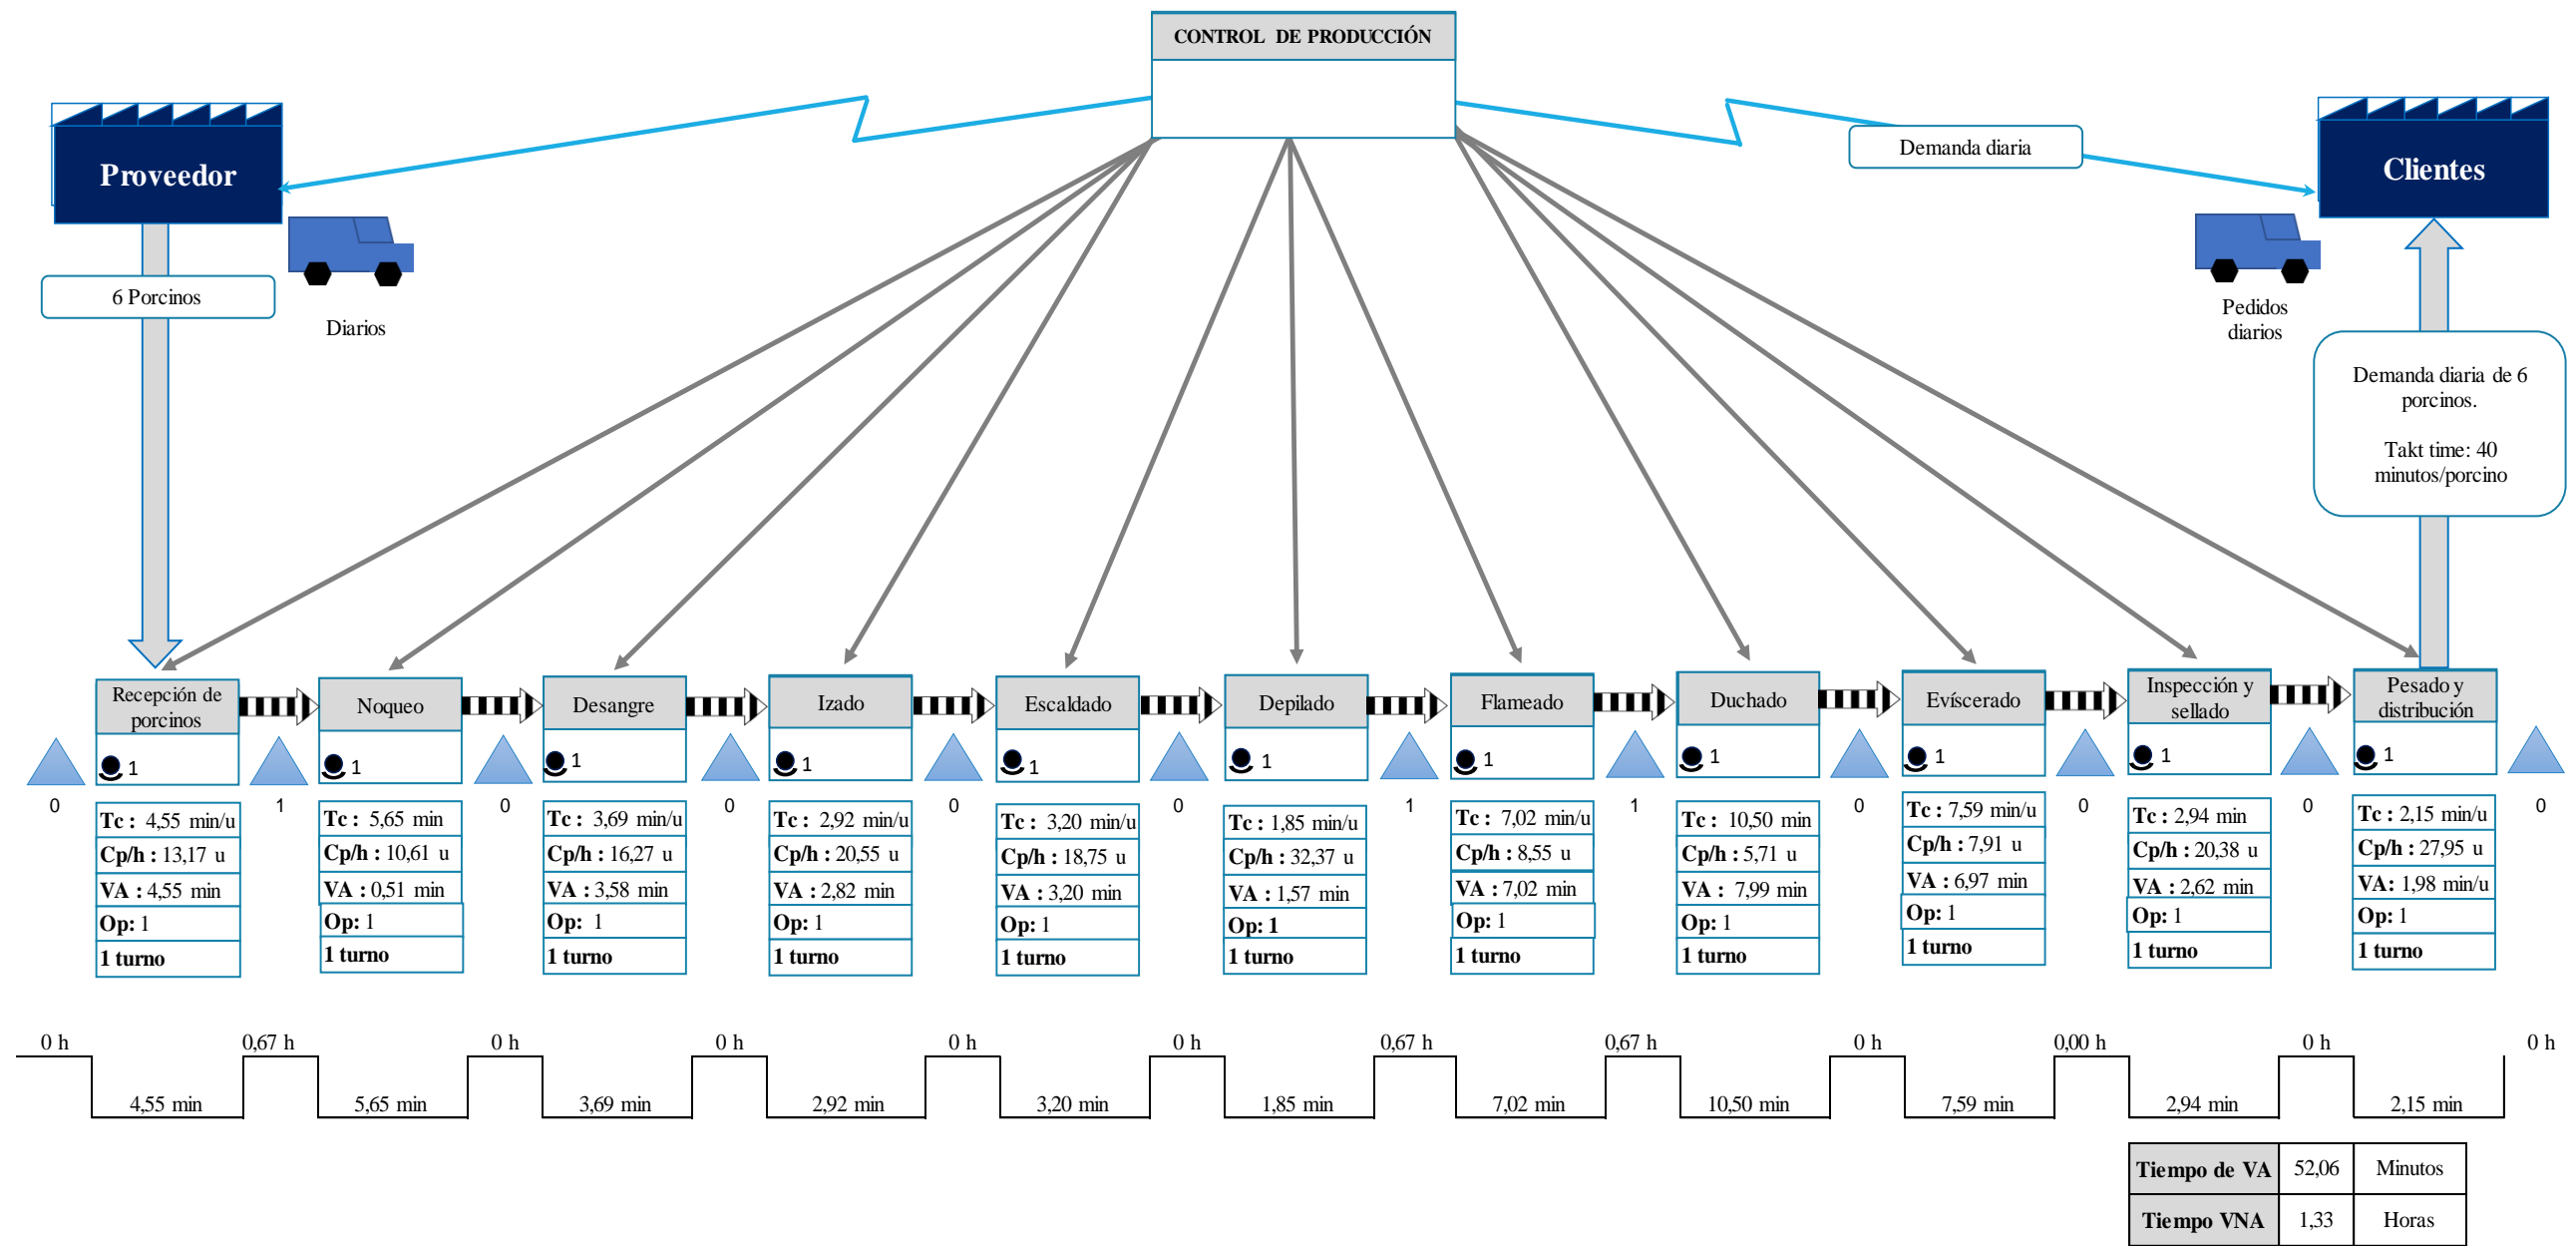 CONTROL DE PRODUCCIÓN
Proveedor
Clientes
Demanda diaria
6 Porcinos
Diarios
Pedidos
diarios
Demanda diaria de 6
porcinos.
Takt time: 40
minutos/porcino
Recepción de
porcinos
1
Tc : 4,55 min/u
Cp/h : 13,17 u
VA : 4,55 min
Op: 1
1 turno
Noqueo
1
Tc : 5,65 min
Cp/h : 10,61 u
VA : 0,51 min
Op: 1
1 turno
Desangre
1
Tc : 3,69 min/u
Cp/h : 16,27 u
VA : 3,58 min
Op: 1
1 turno
Izado
1
Tc : 2,92 min/u
Cp/h : 20,55 u
VA : 2,82 min
Op: 1
1 turno
Escaldado
1
Tc : 3,20 min/u
Cp/h : 18,75 u
VA : 3,20 min
Op: 1
1 turno
Depilado
1
Tc : 1,85 min/u
Cp/h : 32,37 u
VA : 1,57 min
Op: 1
1 turno
Flameado
1
Tc : 7,02 min/u
Cp/h : 8,55 u
VA : 7,02 min
Op: 1
1 turno
Duchado
1
Tc : 10,50 min
Cp/h : 5,71 u
VA : 7,99 min
Op: 1
1 turno
Evíscerado
1
Tc : 7,59 min/u
Cp/h : 7,91 u
VA : 6,97 min
Op: 1
1 turno
Inspección y
sellado
1
Tc : 2,94 min
Cp/h : 20,38 u
VA : 2,62 min
Op: 1
1 turno
Pesado y
distribución
1
Tc : 2,15 min/u
Cp/h : 27,95 u
VA: 1,98 min/u
Op: 1
1 turno
0 1 0 0 0 0 1 1 0 0 0 0
0 h 0,67 h 0 h 0 h 0 h 0 h 0,67 h 0,67 h 0 h 0,00 h 0 h 0 h
4,55 min 5,65 min 3,69 min 2,92 min 3,20 min 1,85 min 7,02 min 10,50 min 7,59 min 2,94 min 2,15 min
Tiempo de VA 52,06 Minutos
Tiempo VNA 1,33 Horas